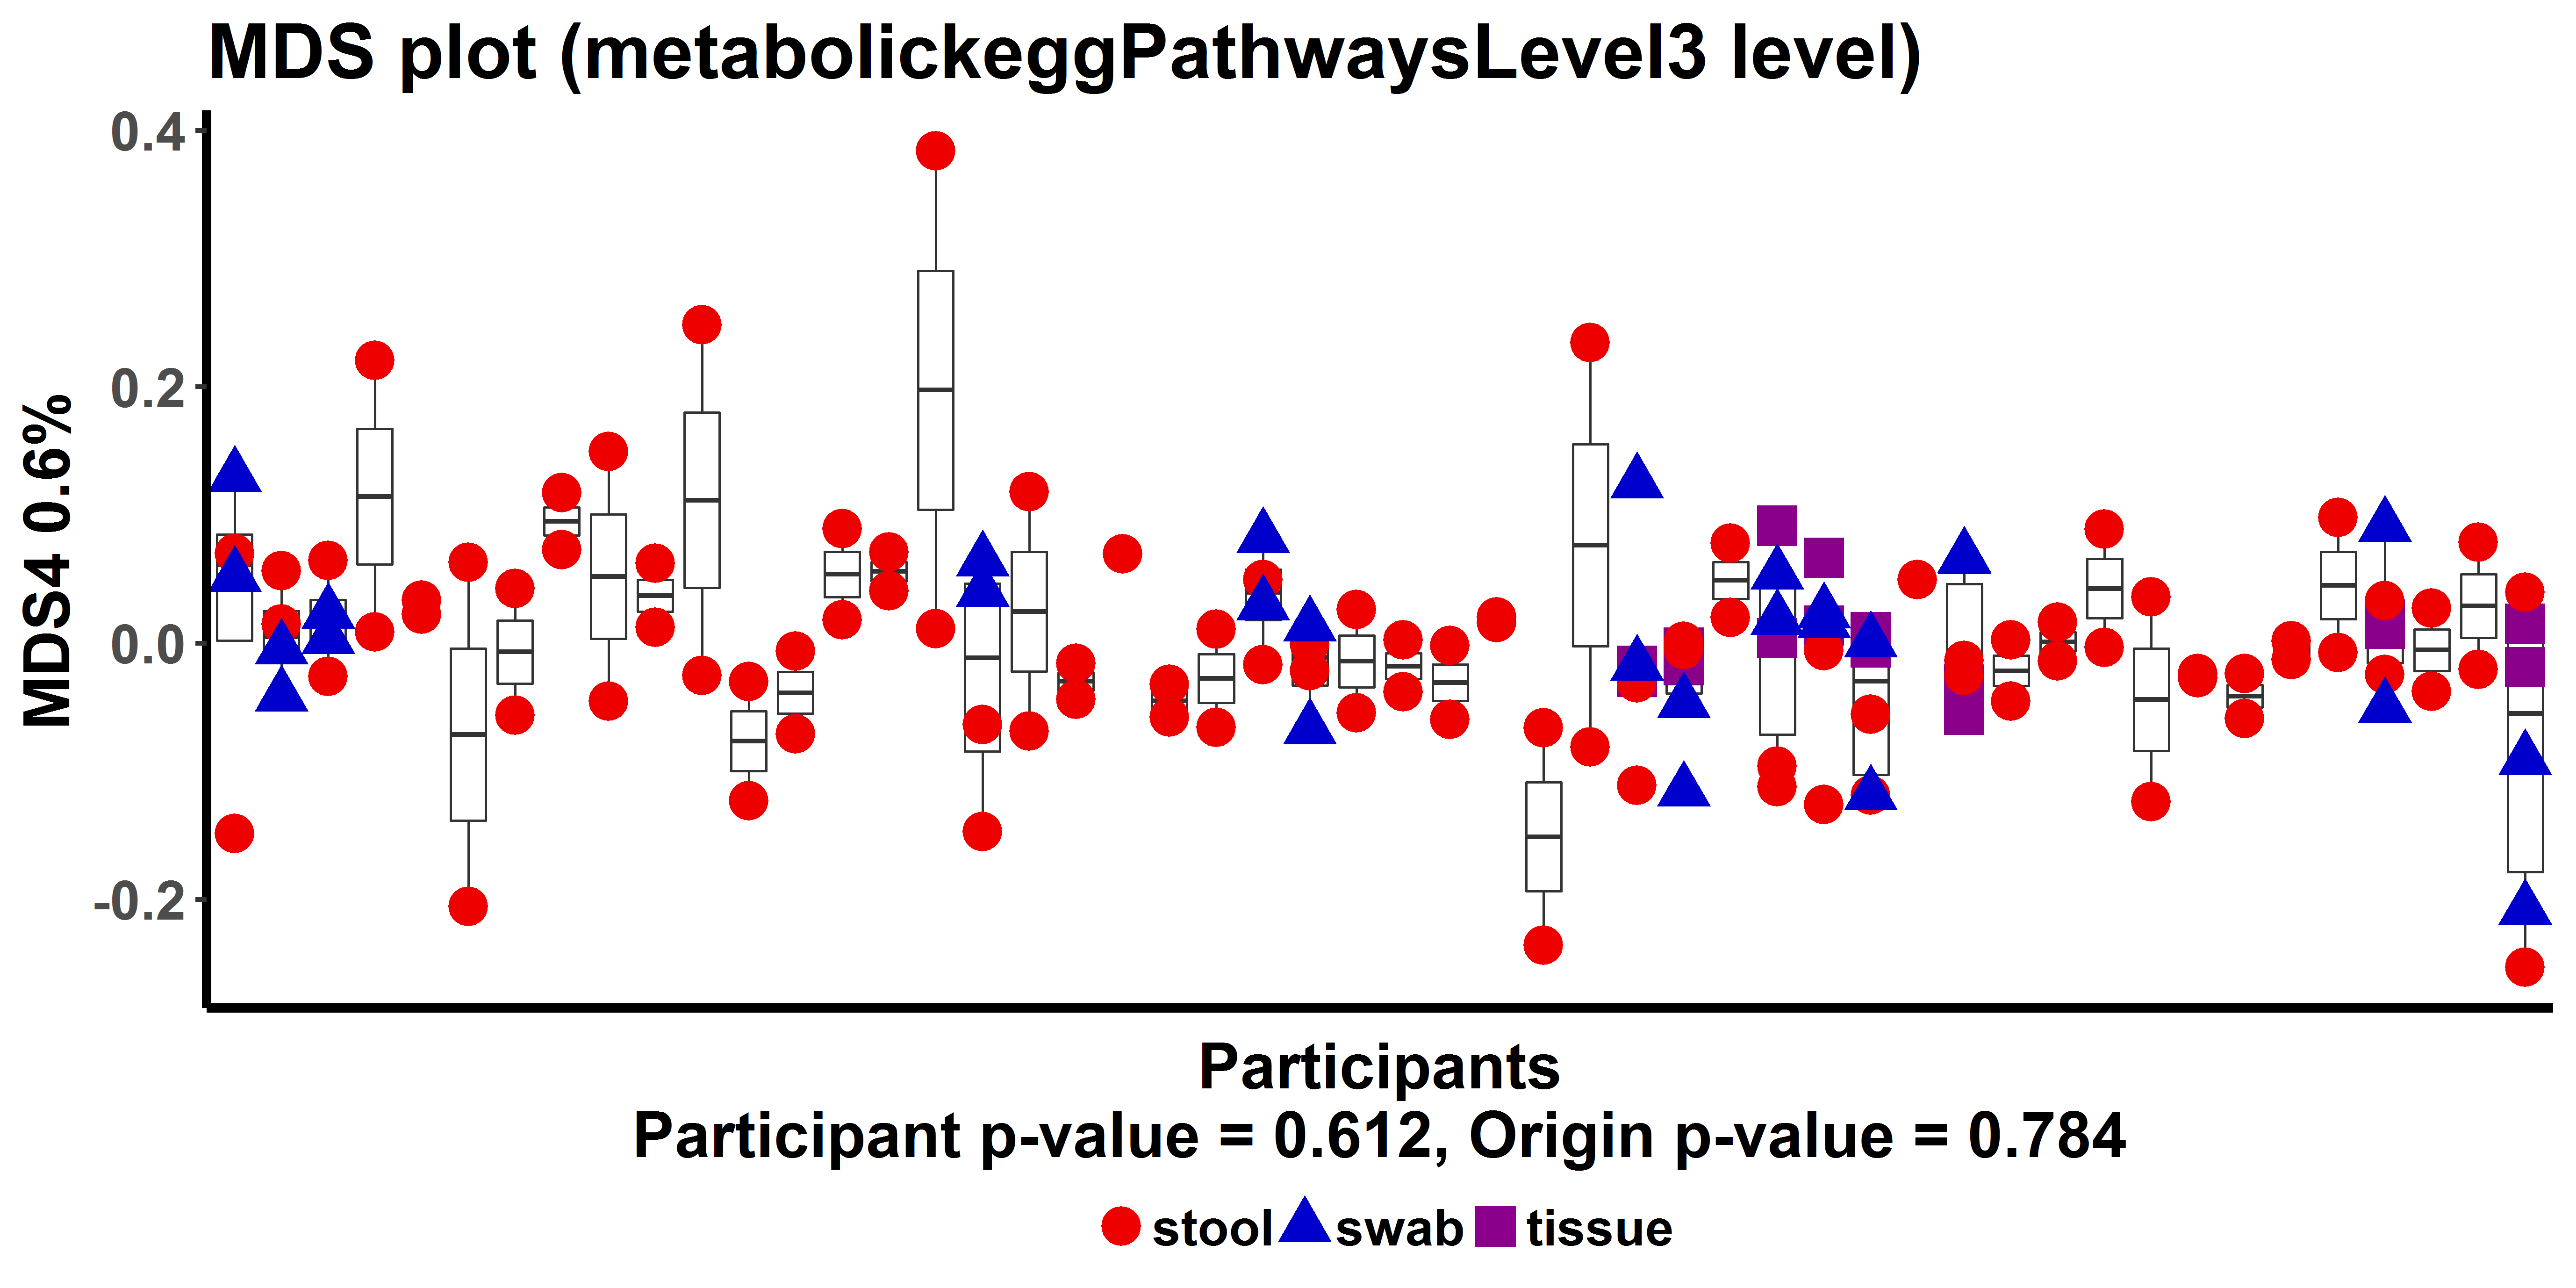 MDS plot (metabolickeggPathwaysLevel3 level)
MDS4 0.6%
0.4
0.2
0.0
-0.2
Participants
Participant p-value = 0.612, Origin p-value = 0.784
stool swab tissue